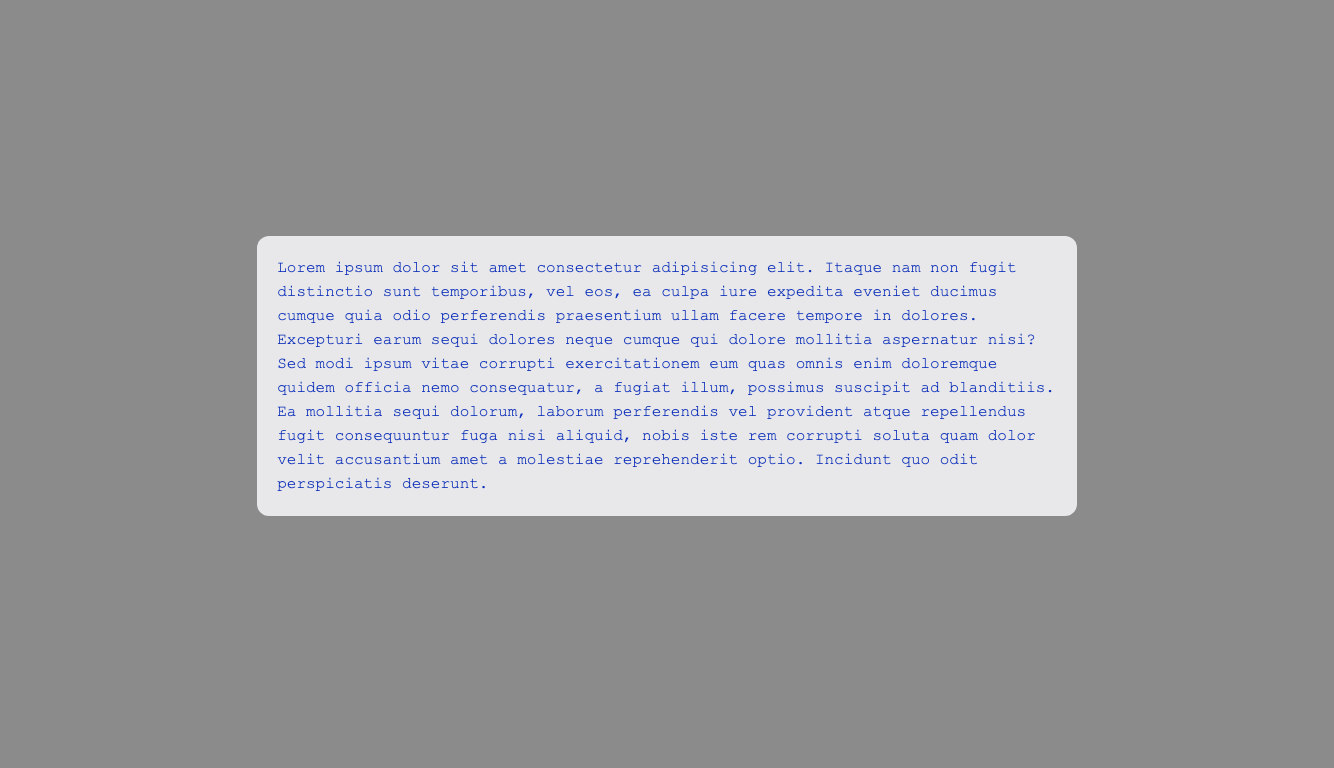 Lorem ipsum dolor sit amet consectetur adipisicing elit. Itaque nam non fugit
distinctio sunt temporibus, vel eos, ea culpa iure expedita eveniet ducimus
cumque quia odio perferendis praesentium ullam facere tempore in dolores.
Excepturi earum sequi dolores neque cumque qui dolore mollitia aspernatur nisi?
Sed modi ipsum vitae corrupti exercitationem eum quas omnis enim doloremque
quidem officia nemo consequatur, a fugiat illum, possimus suscipit ad blanditiis.
Ea mollitia sequi dolorum, laborum perferendis vel provident atque repellendus
fugit consequuntur fuga nisi aliquid, nobis iste rem corrupti soluta quam dolor
velit accusantium amet a molestiae reprehenderit optio. Incidunt quo odit
perspiciatis deserunt.